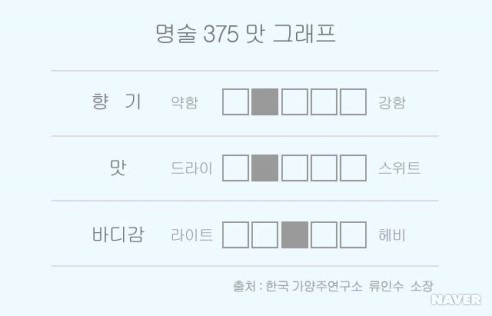 명술 375 맛 그래프
향 기 약함 강함
맛 드라이 스위트
바디감 라이트 헤비
출처 : 한국 가양주연구소 류인수 소장
NAVER